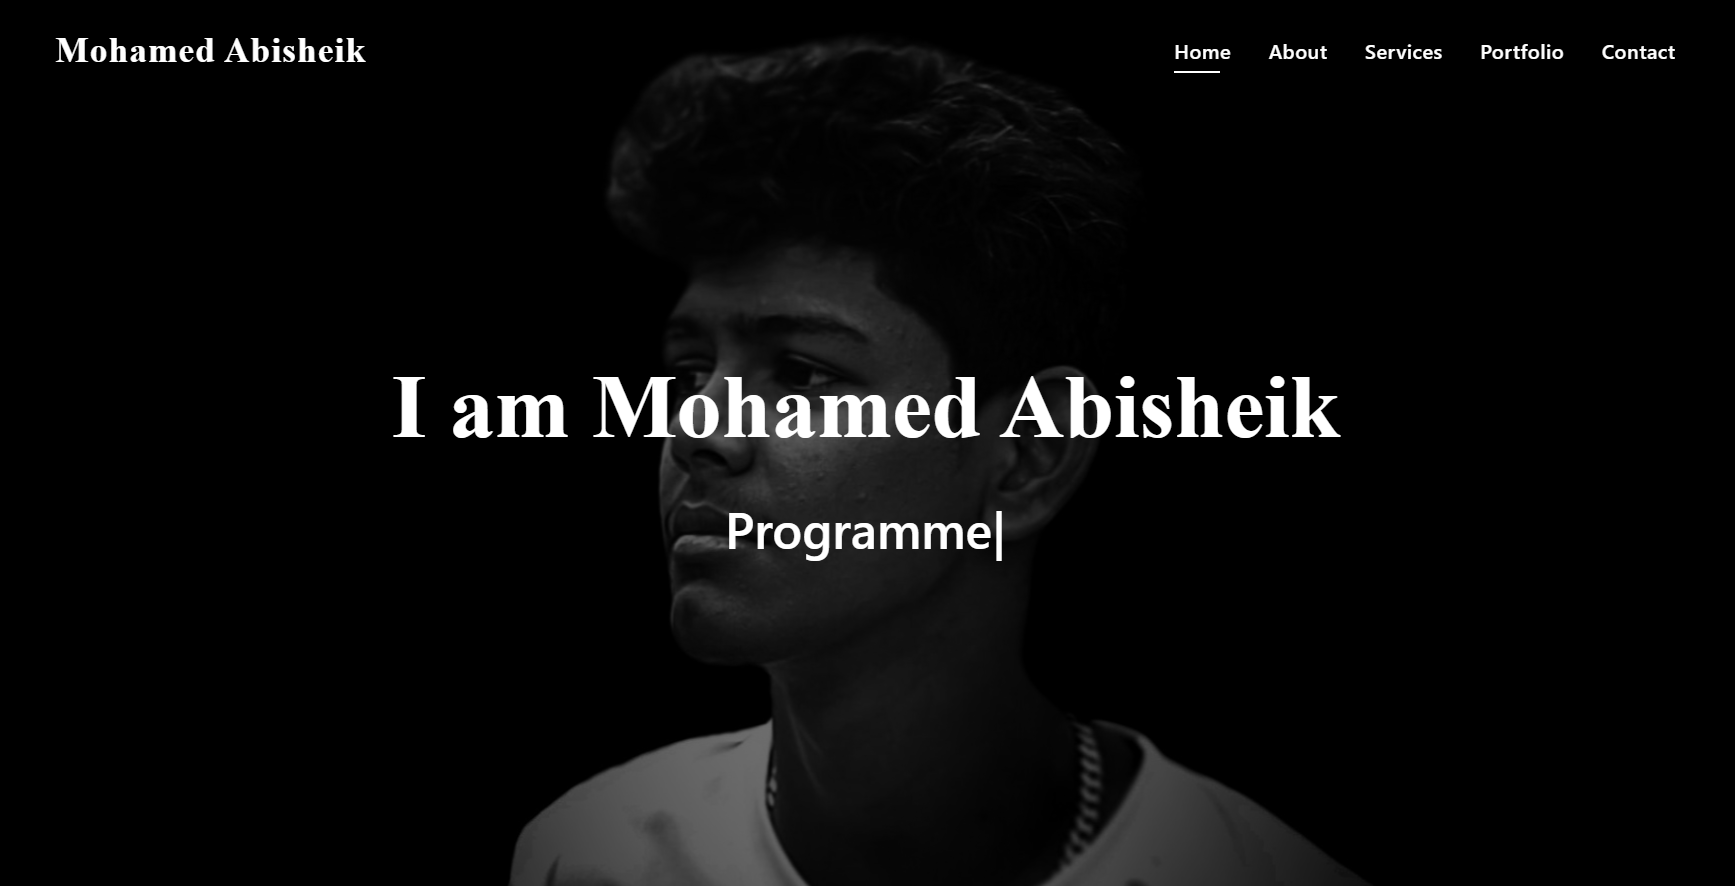 Mohamed Abisheik
Home About Services Portfolio Contact
I am Mohamed Abisheik
Programme|